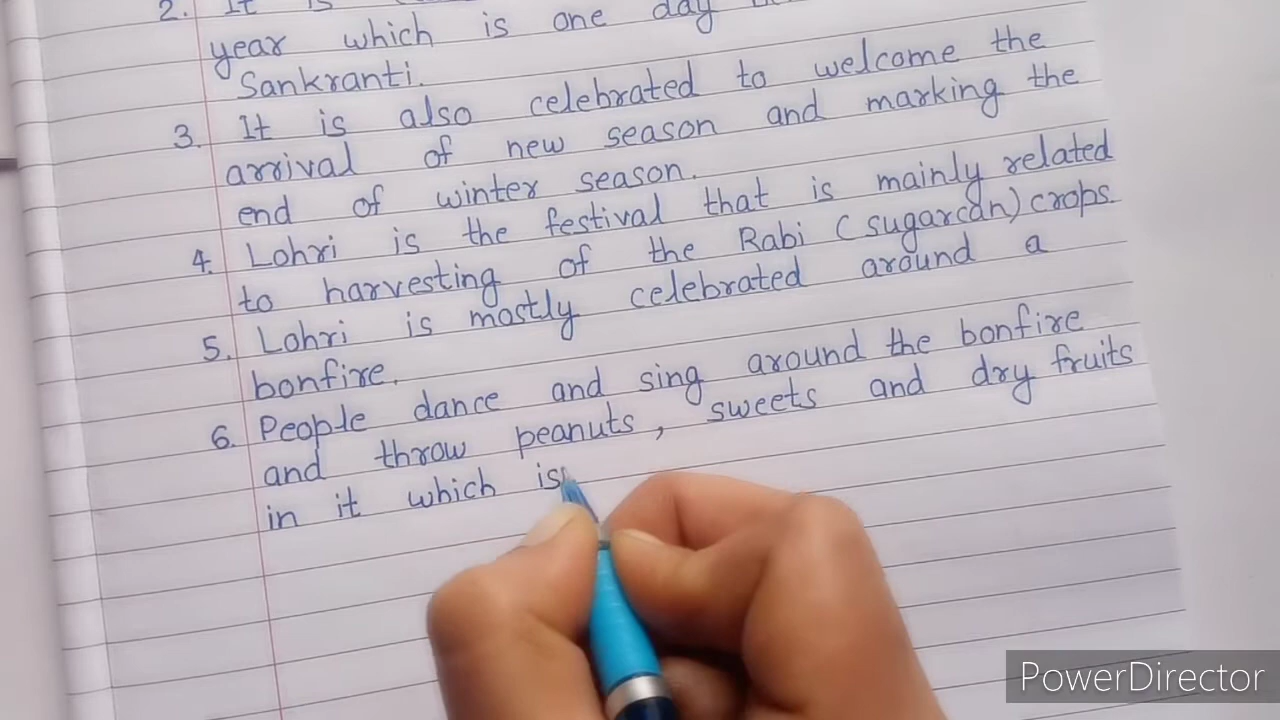 2. It is
year which is one day
Sankranti.
3. It is also celebrated to welcome the
arrival of new season and marking the
end of winter season.
4. Lohri is the festival that is mainly related
to harvesting of the Rabi (sugarcan) crops.
5. Lohri is mostly celebrated around a
bonfire.
6. People dance and sing around the bonfire
and throw peanuts, sweets and dry fruits
in it which is
PowerDirector